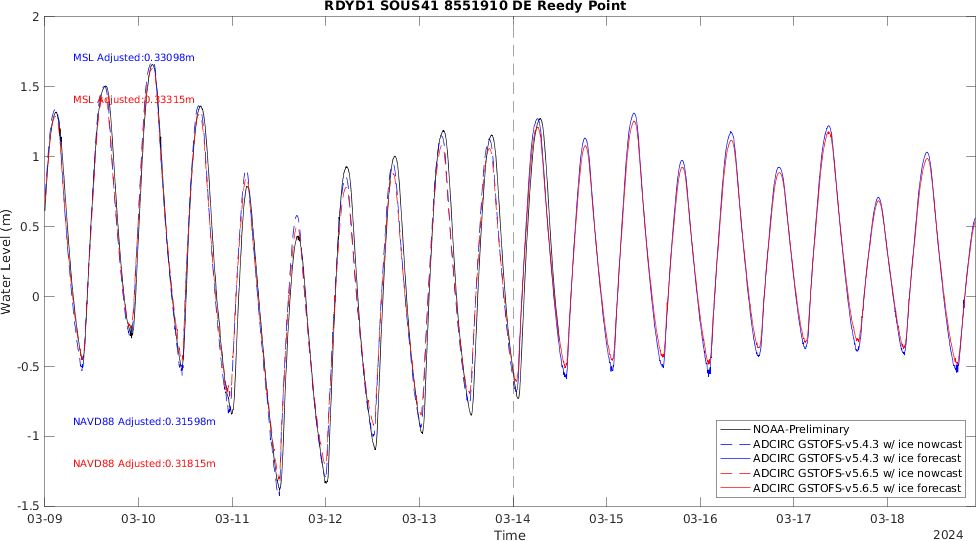 RDYD1 SOUS41 8551910 DE Reedy Point
2
1.5
1
0.5
0
-0.5
-1
-1.5
Water Level (m)
MSL Adjusted:0.33098m
MSL Adjusted:0.33315m
NAVD88 Adjusted:0.31598m
NAVD88 Adjusted:0.31815m
NOAA-Preliminary
ADCIRC GSTOFS-v5.4.3 w/ ice nowcast
ADCIRC GSTOFS-v5.4.3 w/ ice forecast
ADCIRC GSTOFS-v5.6.5 w/ ice nowcast
ADCIRC GSTOFS-v5.6.5 w/ ice forecast
03-09 03-10 03-11 03-12 03-13 03-14 03-15 03-16 03-17 03-18
Time
2024